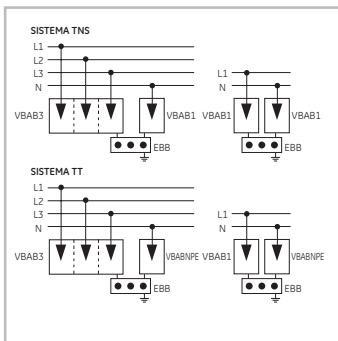 SISTEMA TNS
L1
L2
L3 L1
N N
VBAB3 VBAB1 VBAB1 VBAB1
EBB EBB
SISTEMA TT
L1
L2
L3 L1
N N
VBAB3 VBABNPE VBAB1 VBABNPE
EBB EBB